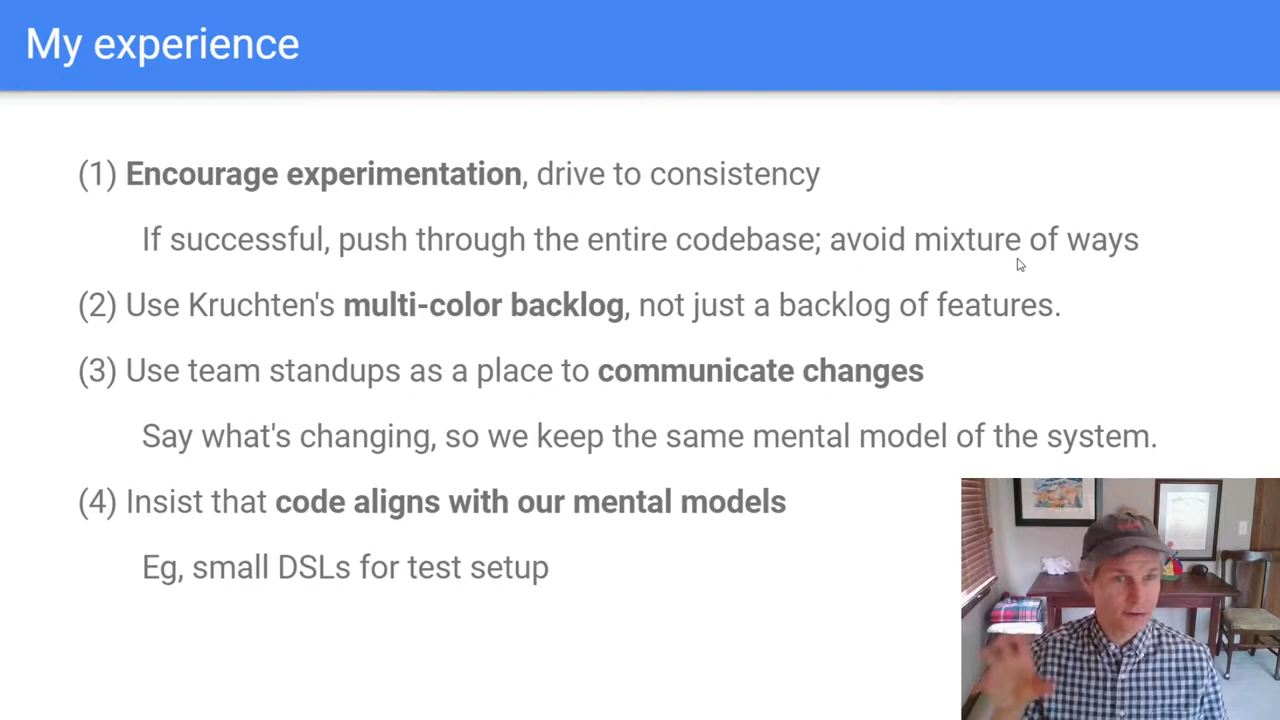 My experience
(1) Encourage experimentation, drive to consistency
If successful, push through the entire codebase; avoid mixture of ways
(2) Use Kruchten's multi-color backlog, not just a backlog of features.
(3) Use team standups as a place to communicate changes
Say what's changing, so we keep the same mental model of the system.
(4) Insist that code aligns with our mental models
Eg, small DSLs for test setup